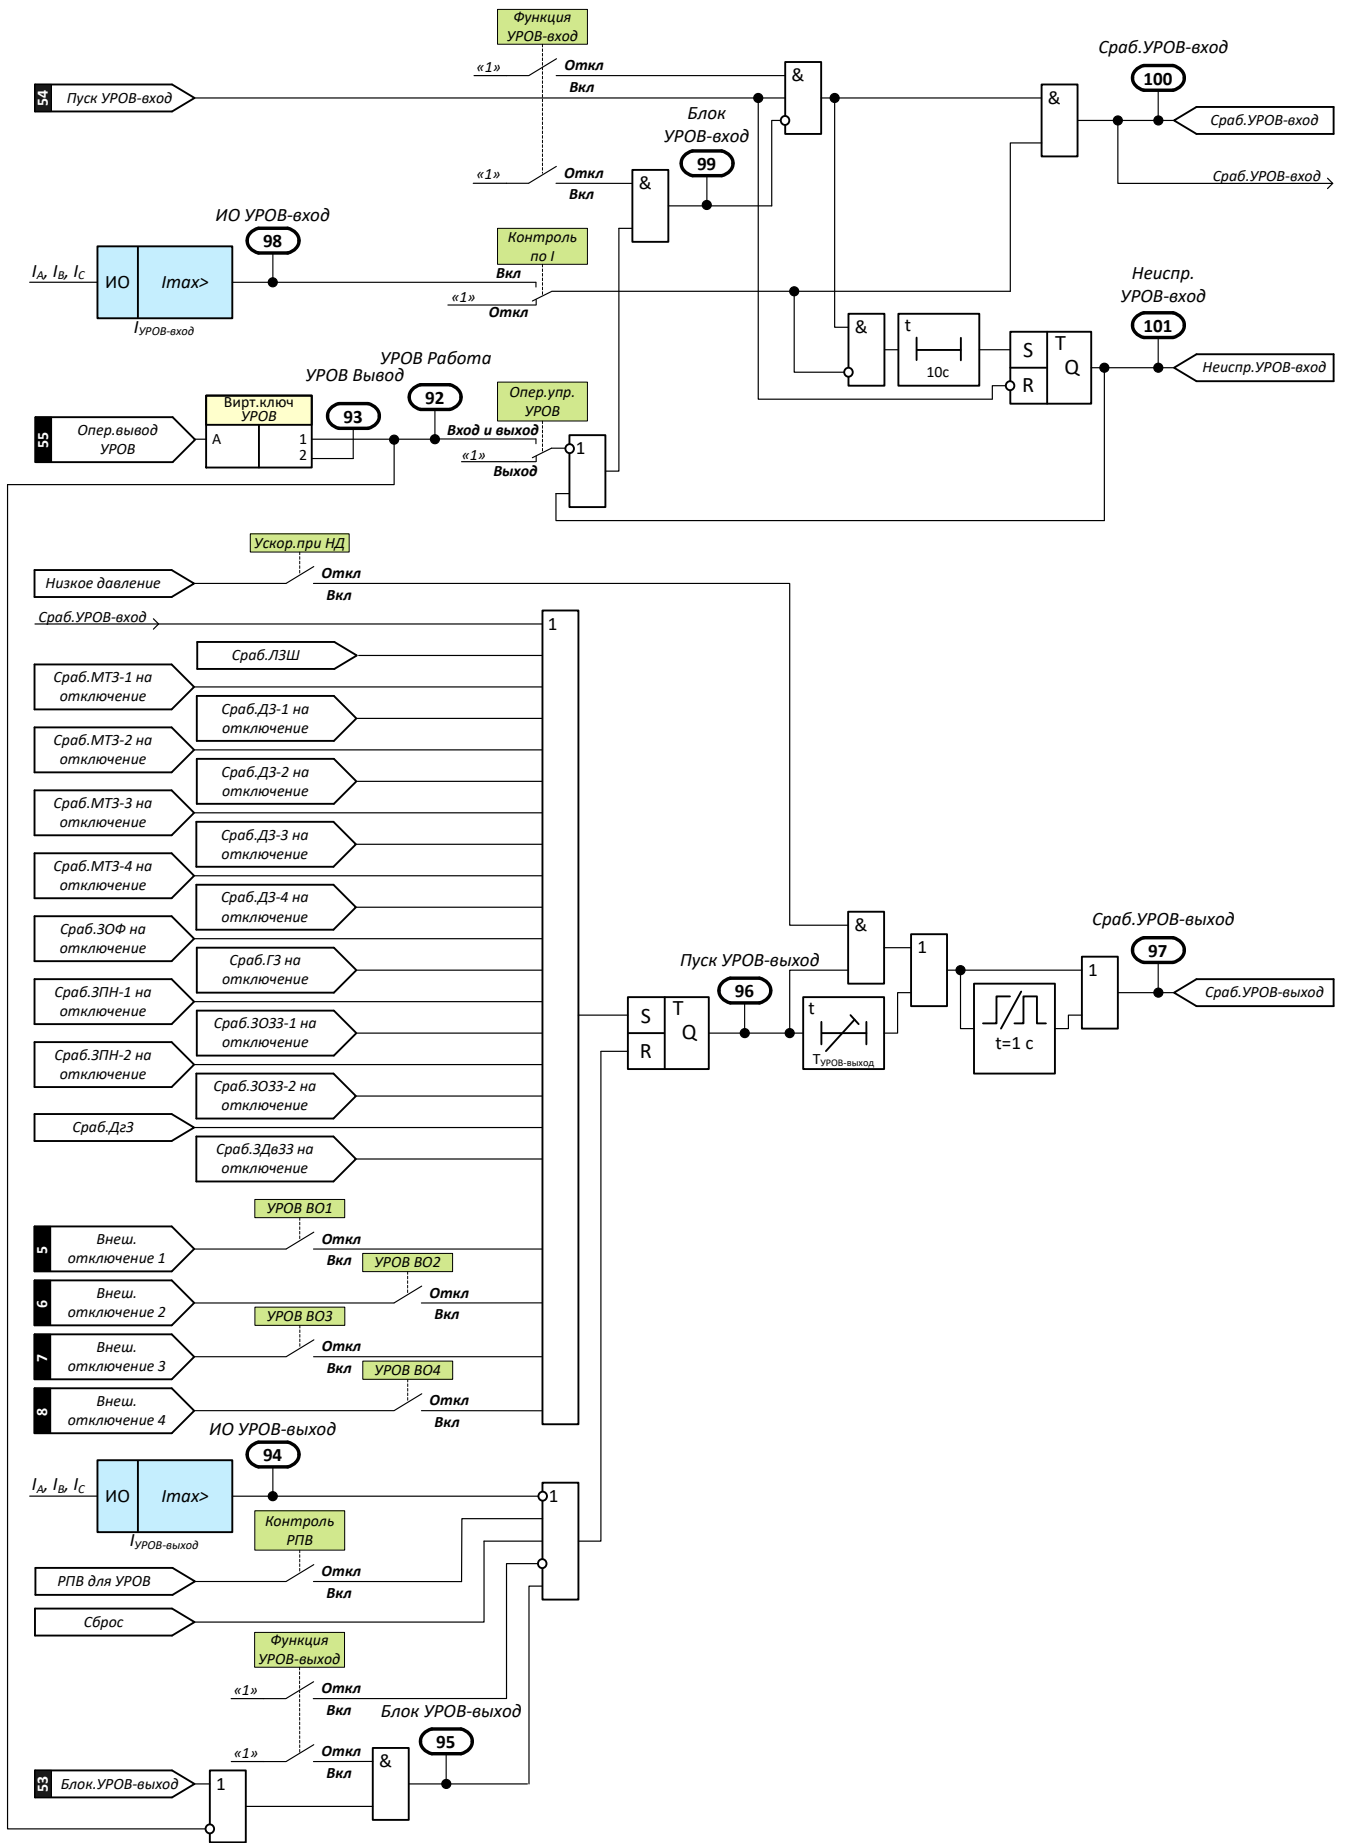 Функция
УРОВ-вход
«1»
Откл
Вкл
54
Пуск УРОВ-вход
&
&
Сраб.УРОВ-вход
100
Сраб.УРОВ-вход
Сраб.УРОВ-вход
Блок
УРОВ-вход
99
«1»
Откл
Вкл
&
ИО УРОВ-вход
98
Контроль
по I
Вкл
«1»
Откл
IA, IB, IC
ИО
Imax>
IУРОВ-вход
Неиспр.
УРОВ-вход
101
&
t
10с
S
T
Q
R
Неиспр.УРОВ-вход
УРОВ Работа
УРОВ Вывод
92
93
Опер.упр.
УРОВ
Вход и выход
«1»
Выход
1
55
Опер.вывод
УРОВ
Вирт.ключ
УРОВ
A
1
2
Ускор.при НД
Низкое давление
Откл
Вкл
Сраб.УРОВ-вход
1
Сраб.ЛЗШ
Сраб.МТЗ-1 на
отключение
Сраб.ДЗ-1 на
отключение
Сраб.МТЗ-2 на
отключение
Сраб.ДЗ-2 на
отключение
Сраб.МТЗ-3 на
отключение
Сраб.ДЗ-3 на
отключение
Сраб.МТЗ-4 на
отключение
Сраб.ДЗ-4 на
отключение
Сраб.ЗОФ на
отключение
Сраб.ГЗ на
отключение
Сраб.ЗПН-1 на
отключение
Сраб.ЗОЗЗ-1 на
отключение
Сраб.ЗПН-2 на
отключение
Сраб.ЗОЗЗ-2 на
отключение
Сраб.ДгЗ
Сраб.ЗДвЗЗ на
отключение
Пуск УРОВ-выход
96
S
T
Q
R
&
t
TУРОВ-выход
1
t=1 с
1
Сраб.УРОВ-выход
97
Сраб.УРОВ-выход
УРОВ ВО1
5
Внеш.
отключение 1
Откл
Вкл
УРОВ ВО2
6
Внеш.
отключение 2
Откл
Вкл
УРОВ ВО3
7
Внеш.
отключение 3
Откл
Вкл
УРОВ ВО4
8
Внеш.
отключение 4
Откл
Вкл
ИО УРОВ-выход
94
IA, IB, IC
ИО
Imax>
IУРОВ-выход
1
Контроль
РПВ
РПВ для УРОВ
Откл
Вкл
Сброс
Функция
УРОВ-выход
«1»
Откл
Вкл
Блок УРОВ-выход
95
«1»
Откл
Вкл
&
53
Блок.УРОВ-выход
1